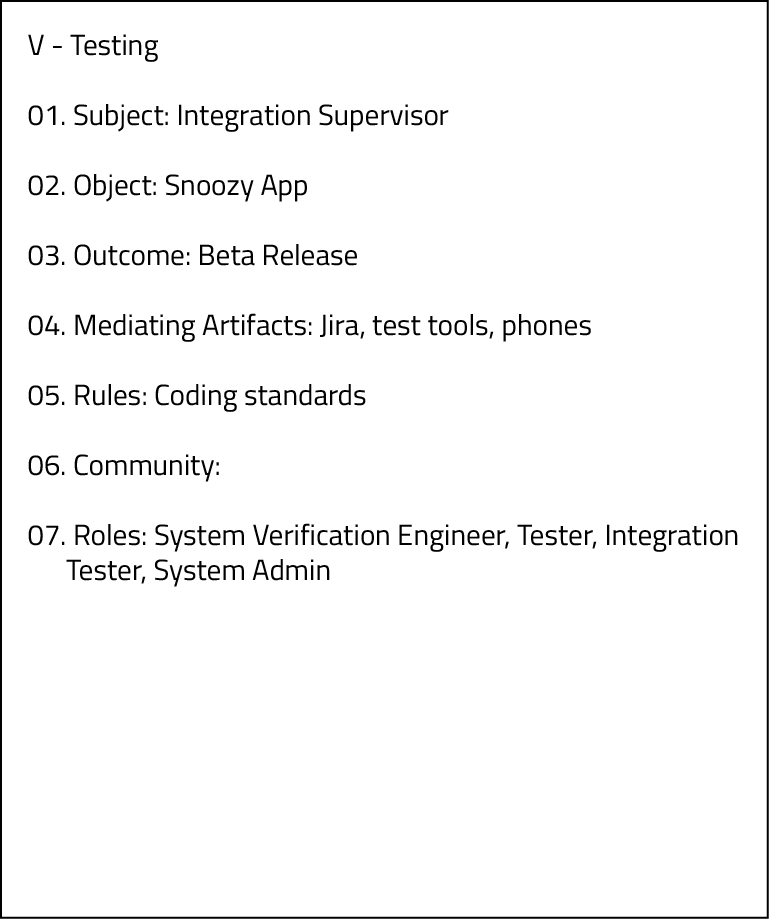 V - Testing
01. Subject: Integration Supervisor
02. Object: Snoozy App
03. Outcome: Beta Release
04. Mediating Artifacts: Jira, test tools, phones
05. Rules: Coding standards
06. Community:
07. Roles: System Verification Engineer, Tester, Integration
Tester, System Admin